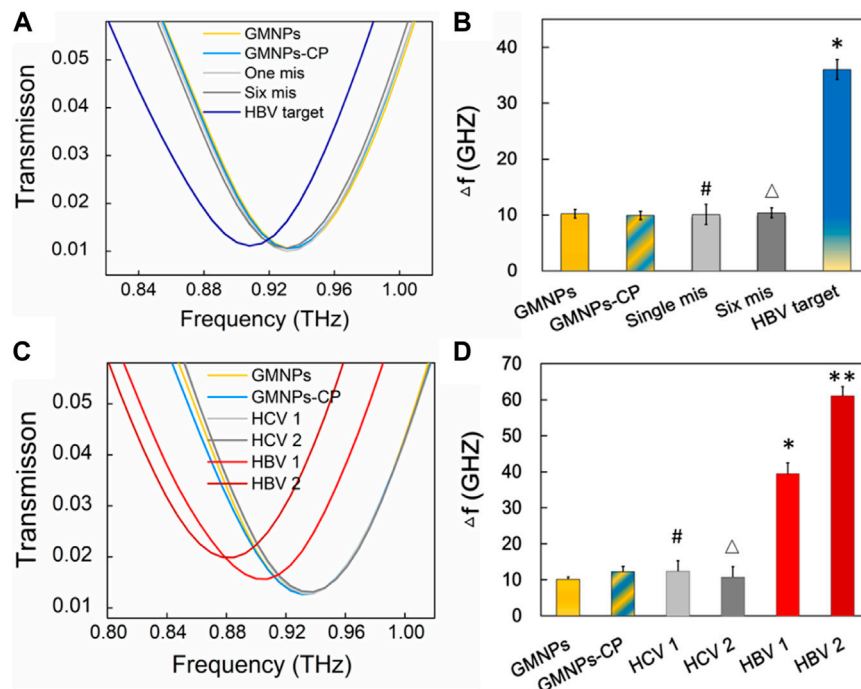 A
GMNPs
GMNPs-CP
One mis
Six mis
HBV target
0.05
0.04
0.03
0.02
0.01
Transmisson
0.84
0.88
0.92
0.96
1.00
Frequency (THz)
B
40
30
20
10
0
△f (GHZ)
#
△
*
GMNPs
GMNPs-CP
Single mis
Six mis
HBV target
C
GMNPs
GMNPs-CP
HCV 1
HCV 2
HBV 1
HBV 2
0.05
0.04
0.03
0.02
0.01
Transmisson
0.80
0.84
0.88
0.92
0.96
1.00
Frequency (THz)
D
70
60
50
40
30
20
10
0
△f (GHZ)
#
△
*
**
GMNPs
GMNPs-CP
HCV 1
HCV 2
HBV 1
HBV 2